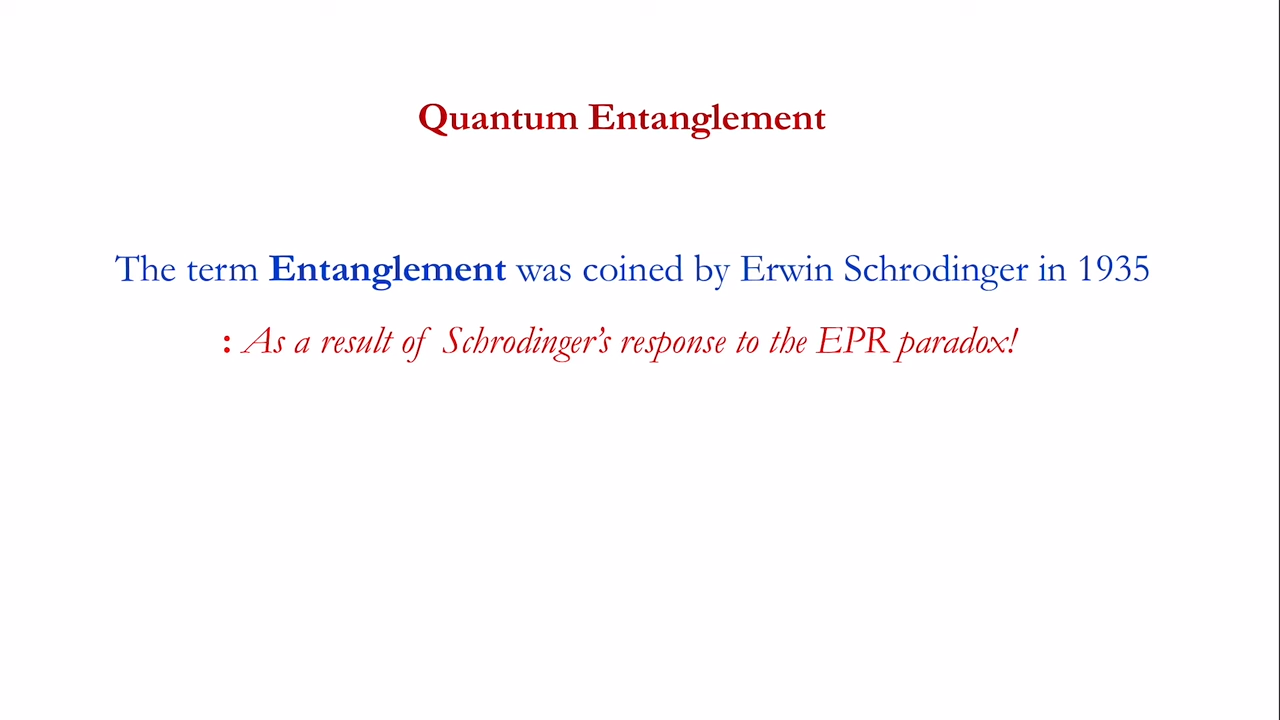 Quantum Entanglement
The term Entanglement was coined by Erwin Schrodinger in 1935
: As a result of Schrodinger's response to the EPR paradox!